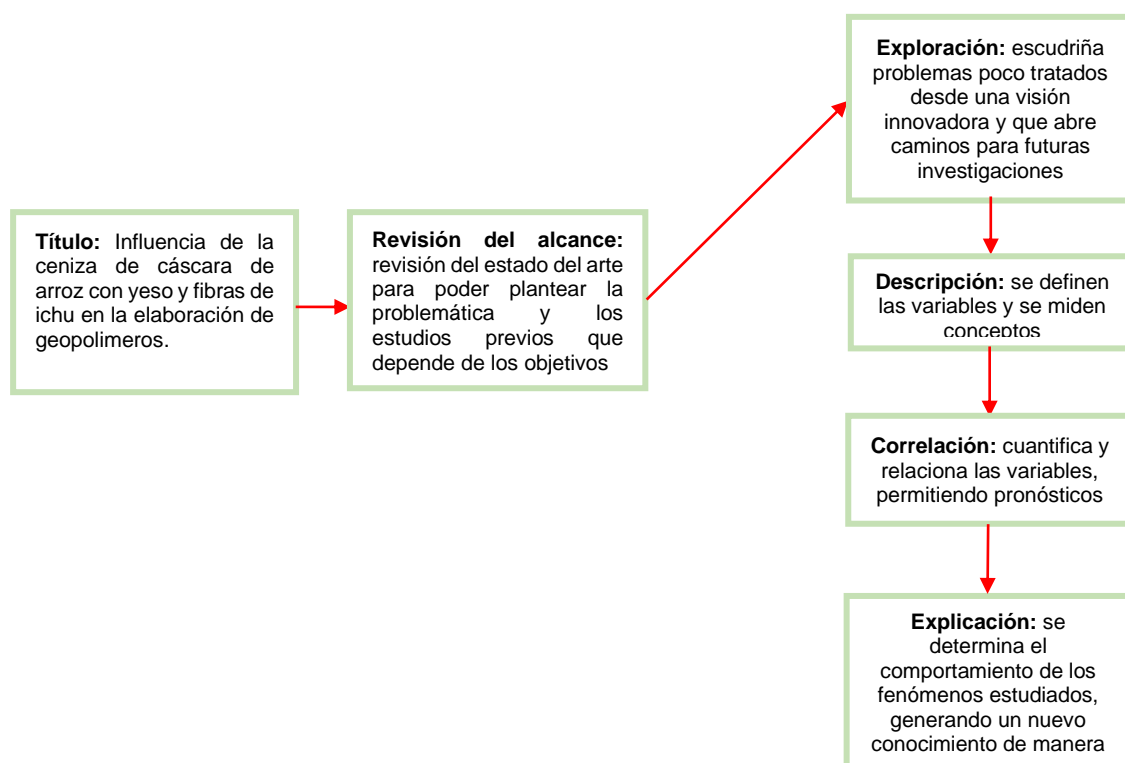 Título: Influencia de la
ceniza de cáscara de
arroz con yeso y fibras de
ichu en la elaboración de
geopolimeros.
Revisión del alcance:
revisión del estado del arte
para poder plantear la
problemática y los
estudios previos que
depende de los objetivos
Exploración: escudriña
problemas poco tratados
desde una visión
innovadora y que abre
caminos para futuras
investigaciones
Descripción: se definen
las variables y se miden
conceptos
Correlación: cuantifica y
relaciona las variables,
permitiendo pronósticos
Explicación: se
determina el
comportamiento de los
fenómenos estudiados,
generando un nuevo
conocimiento de manera